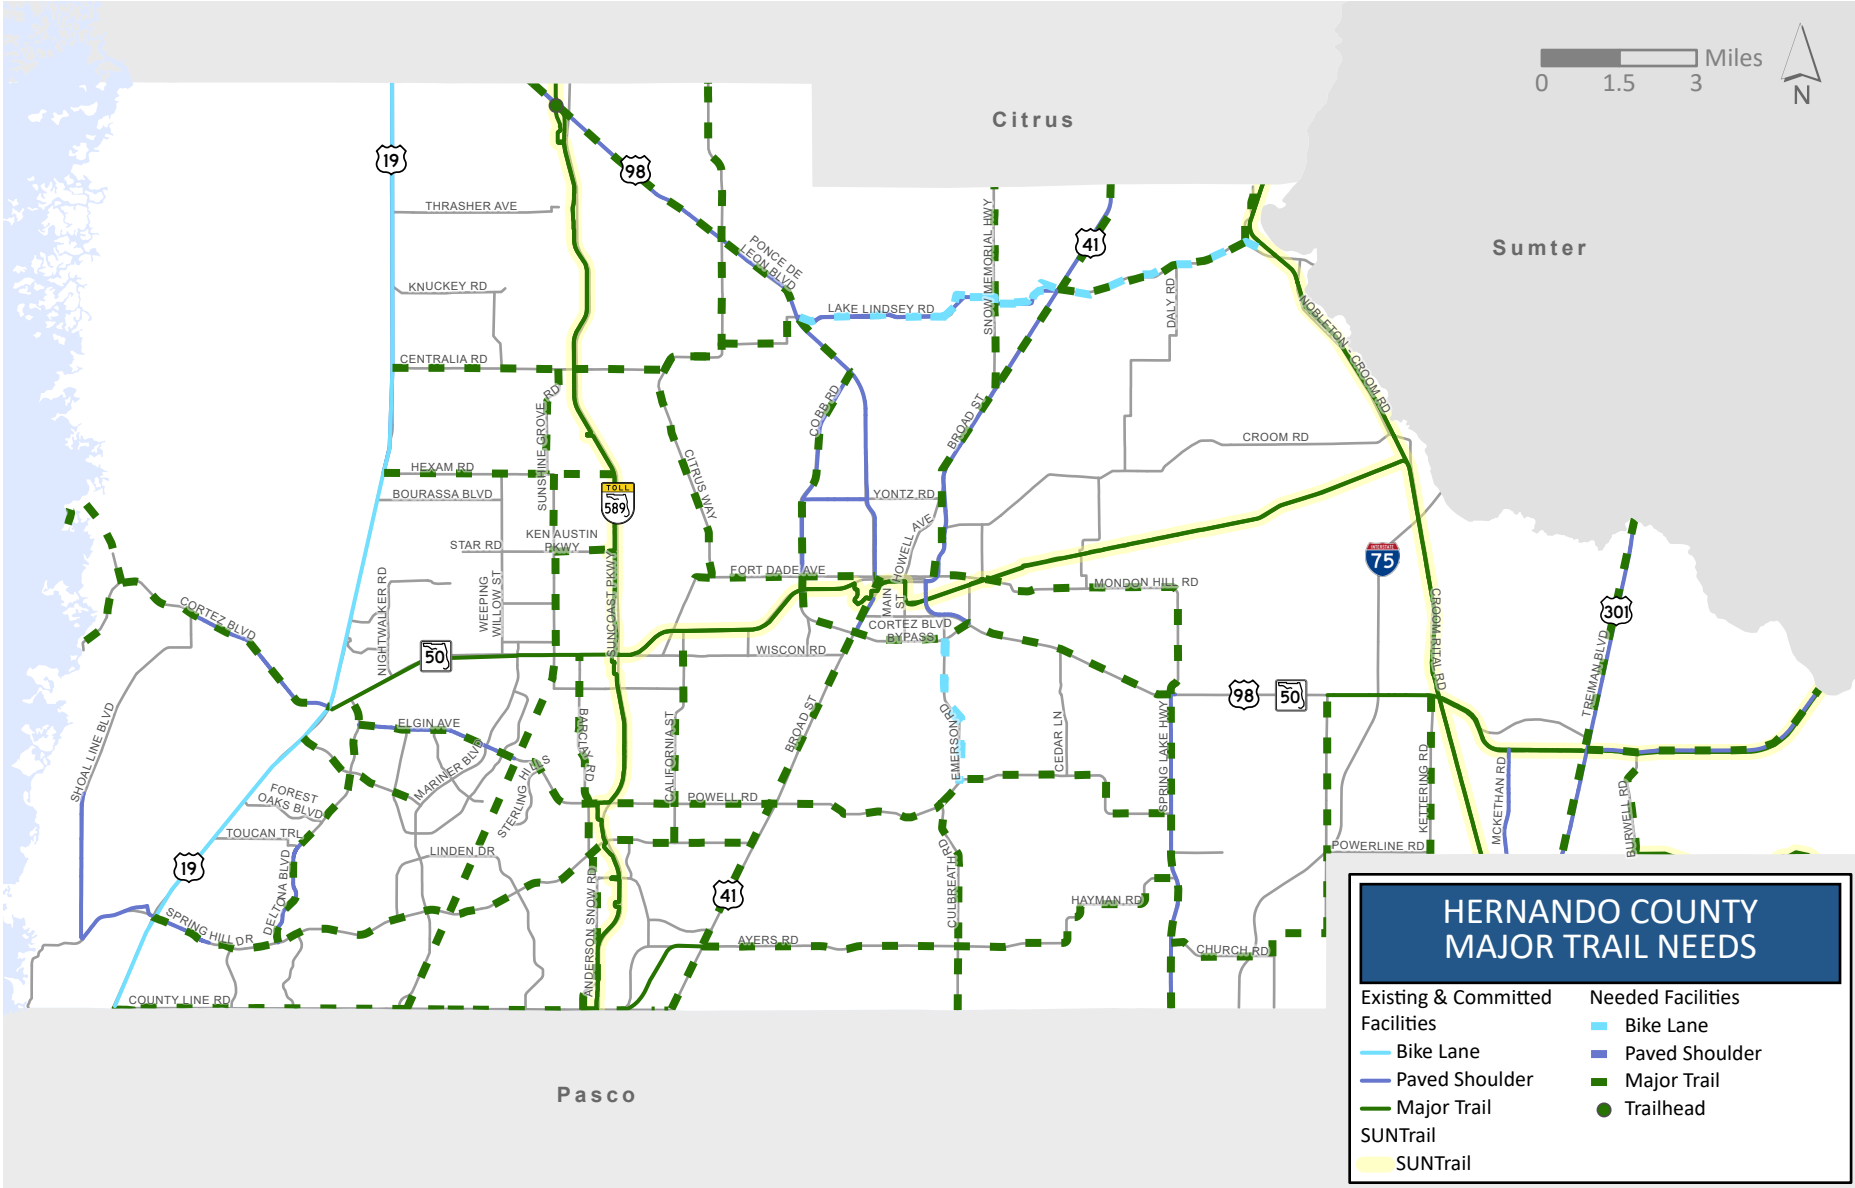 Citrus
Miles
0 1.5 3
N
19
98
THRASHER AVE
PONCE DE
LEON BLVD
SNOW MEMORIAL HWY
41
Sumter
KNUCKEY RD
LAKE LINDSEY RD
DALY RD
NOBLETON - CROOM RD
CENTRALIA RD
SUNSHINE GROVE RD
COBB RD
BROAD ST
CROOM RD
HEXAM RD
CITRUS WAY
BOURASSA BLVD
TOLL
589
YONTZ RD
HOWELL AVE
KEN AUSTIN
PKWY
STAR RD
INTERSTATE
75
NIGHTWALKER RD
WEEPING
WILLOW ST
SUNCOAST PKWY
FORT DADE AVE
MONDON HILL RD
MAIN
ST
CROOM RITAL RD
301
CORTEZ BLVD
CORTEZ BLVD
BYPASS
50
WISCON RD
TREIMAN BLVD
98
50
SHOAL LINE BLVD
ELGIN AVE
BARCLAY RD
CALIFORNIA ST
BROAD ST
EMERSON RD
CEDAR LN
SPRING LAKE HWY
KETTERING RD
MCKETHAN RD
BURWELL RD
MARINER BLVD
STERLING HILLS
FOREST
OAKS BLVD
POWELL RD
TOUCAN TRL
LINDEN DR
POWERLINE RD
19
DELTONA BLVD
CULBREATH RD
41
HAYMAN RD
SPRING HILL DR
ANDERSON SNOW RD
AYERS RD
CHURCH RD
COUNTY LINE RD
Pasco
HERNANDO COUNTY
MAJOR TRAIL NEEDS
Existing & Committed
Facilities
Bike Lane
Paved Shoulder
Major Trail
SUNTrail
SUNTrail
Needed Facilities
Bike Lane
Paved Shoulder
Major Trail
Trailhead